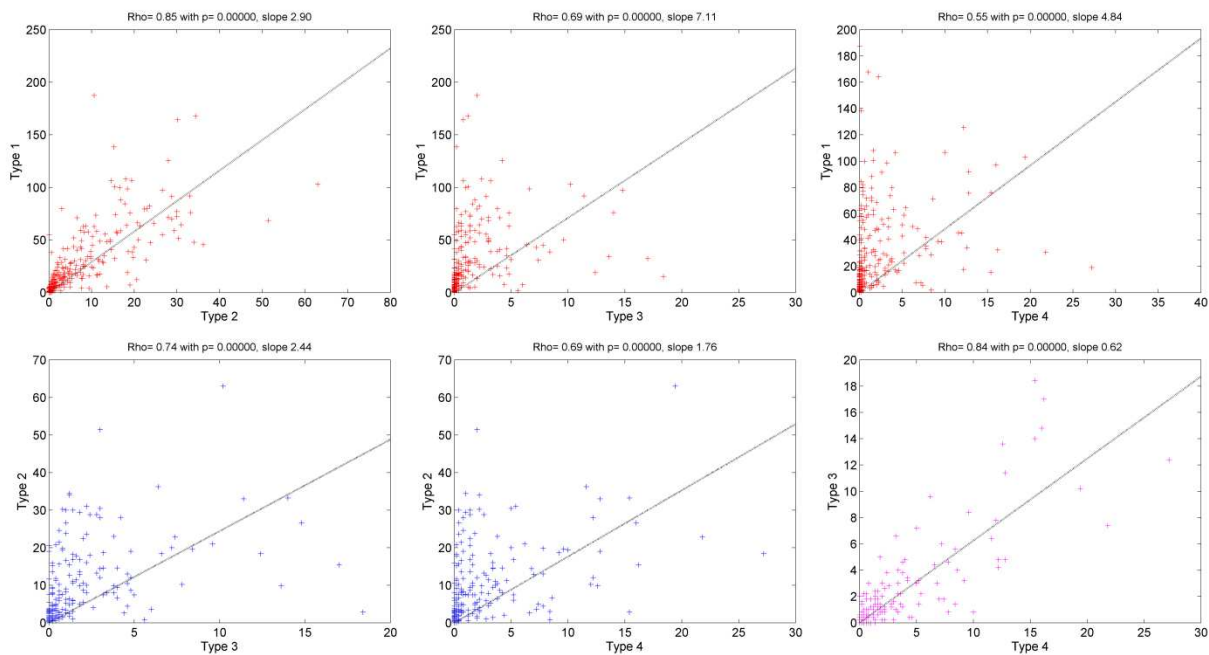 Rho= 0.85 with p= 0.00000, slope 2.90
250
200
150
100
50
0
Type 1
0 10 20 30 40 50 60 70 80
Type 2
Rho= 0.69 with p= 0.00000, slope 7.11
250
200
150
100
50
0
Type 1
0 5 10 15 20 25 30
Type 3
Rho= 0.55 with p= 0.00000, slope 4.84
200
180
160
140
120
100
80
60
40
20
0
Type 1
0 5 10 15 20 25 30 35 40
Type 4
Rho= 0.74 with p= 0.00000, slope 2.44
70
60
50
40
30
20
10
0
Type 2
0 5 10 15 20
Type 3
Rho= 0.69 with p= 0.00000, slope 1.76
70
60
50
40
30
20
10
0
Type 2
0 5 10 15 20 25 30
Type 4
Rho= 0.84 with p= 0.00000, slope 0.62
20
18
16
14
12
10
8
6
4
2
0
Type 3
0 5 10 15 20 25 30
Type 4